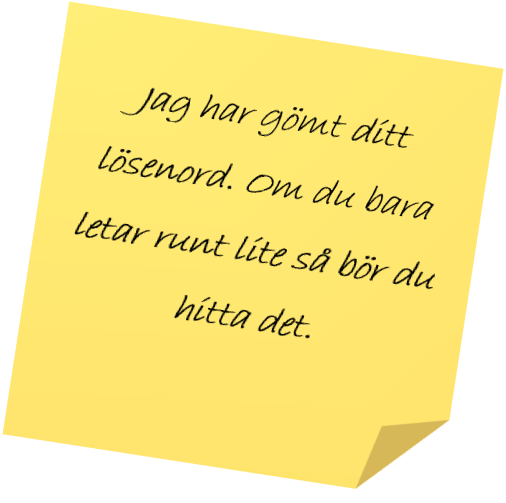 Jag har gömt ditt
lösenord. Om du bara
letar runt lite så bör du
hitta det.